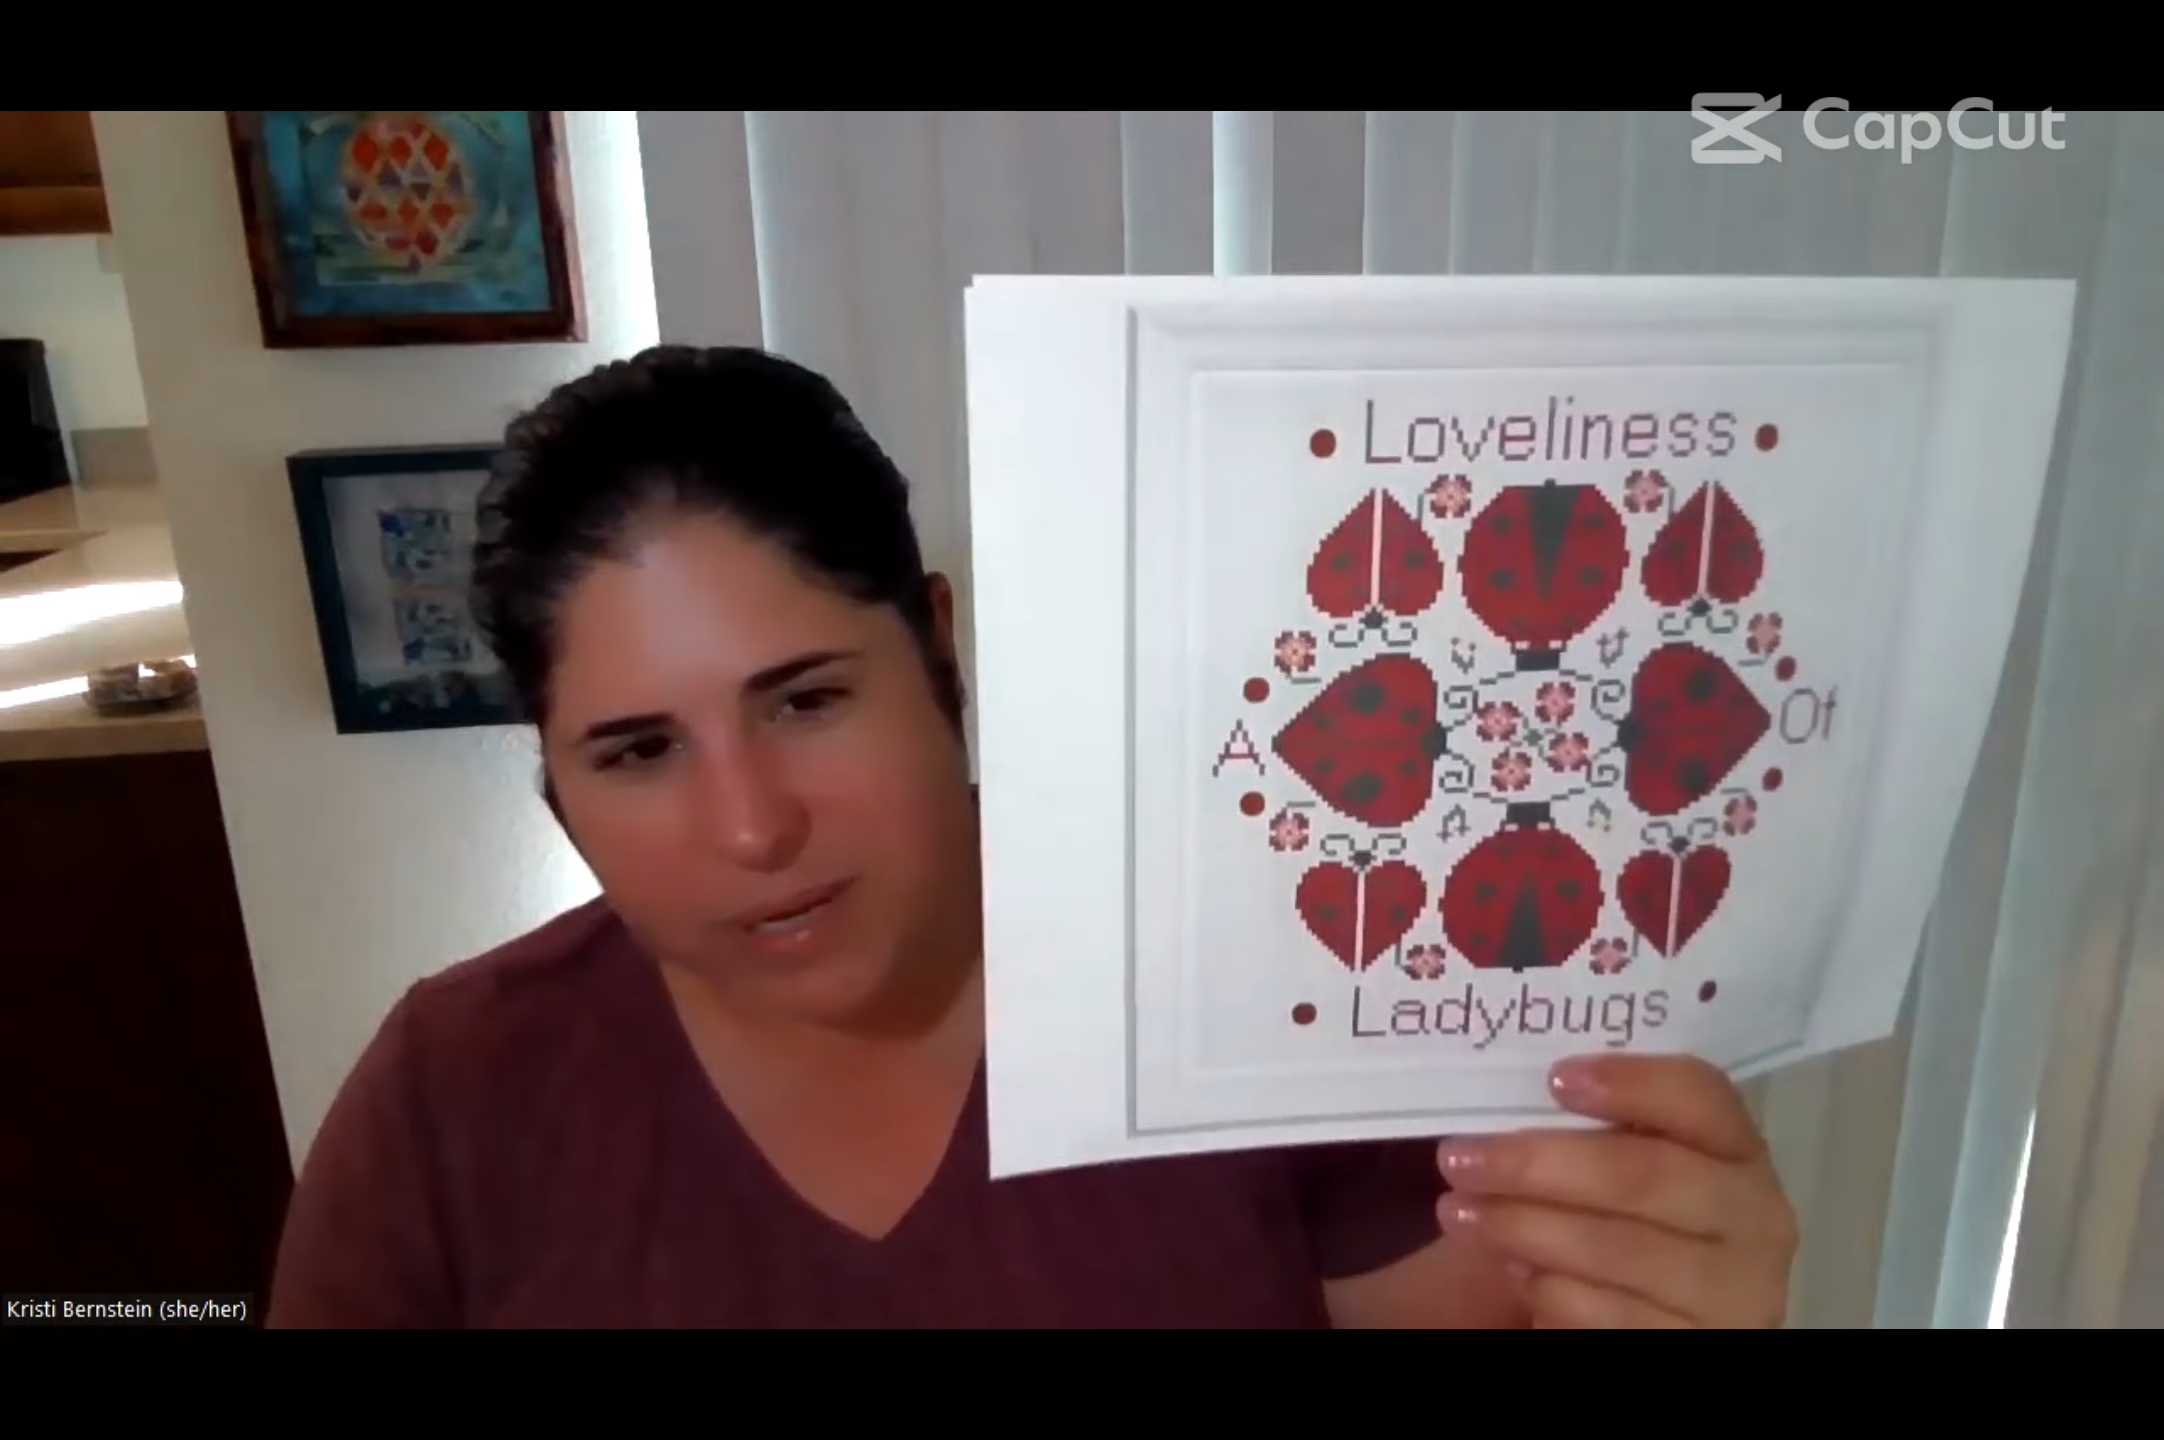 CapCut
Loveliness
A
Of
Ladybugs
Kristi Bernstein (she/her)